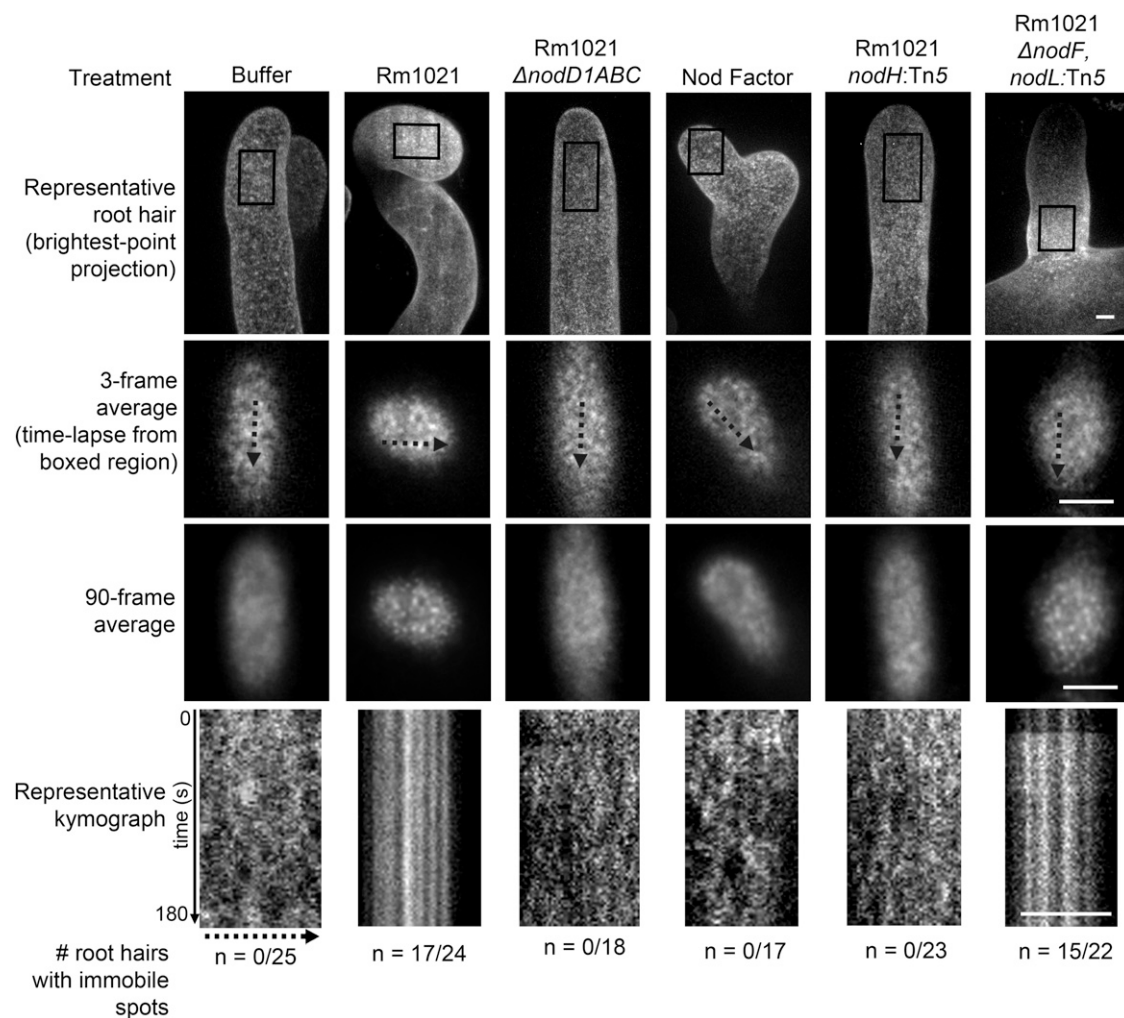 Treatment
Buffer
Rm1021
Rm1021
ΔnodD1ABC
Nod Factor
Rm1021
nodH:Tn5
Rm1021
ΔnodF,
nodL:Tn5
Representative
root hair
(brightest-point
projection)
3-frame
average
(time-lapse from
boxed region)
90-frame
average
Representative
kymograph
0
time (s)
180
# root hairs
with immobile
spots
n = 0/25
n = 17/24
n = 0/18
n = 0/17
n = 0/23
n = 15/22